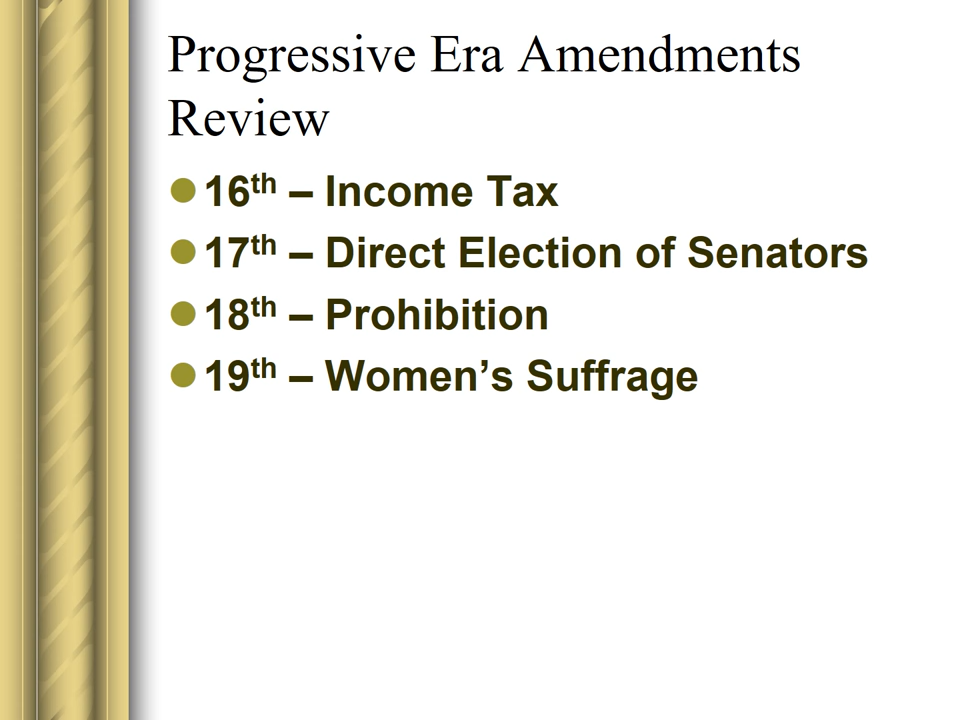 Progressive Era Amendments
Review
16th – Income Tax
17th – Direct Election of Senators
18th – Prohibition
19th – Women’s Suffrage